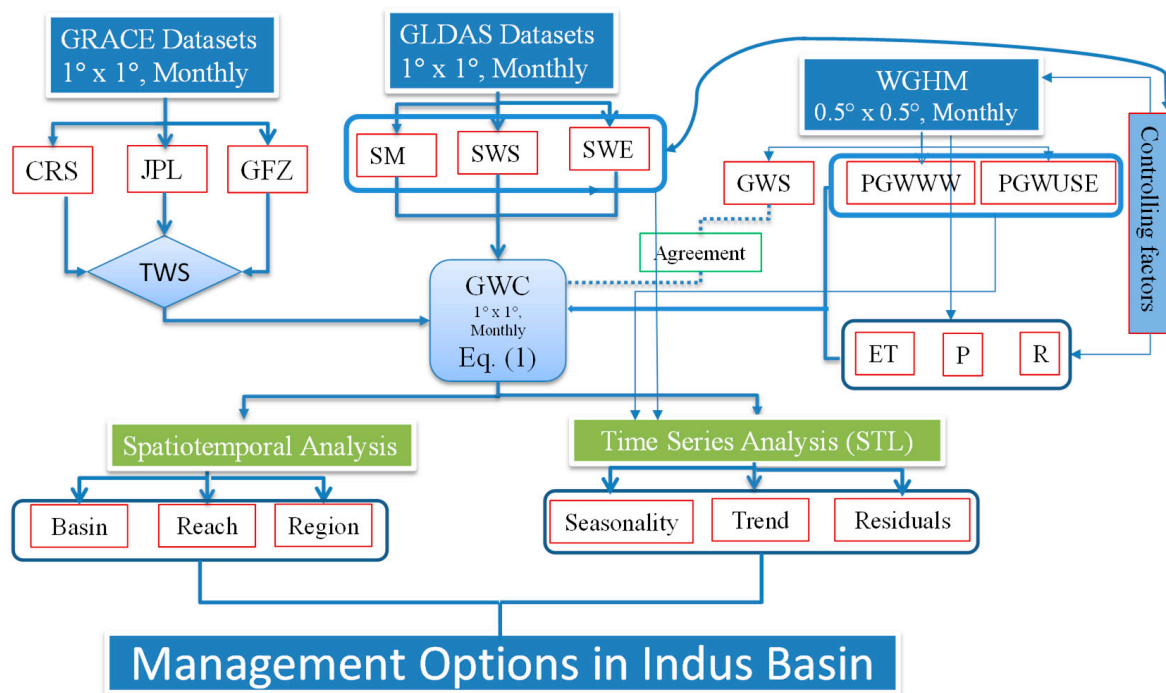 GRACE Datasets
1° x 1°, Monthly
GLDAS Datasets
1° x 1°, Monthly
WGHM
0.5° x 0.5°, Monthly
CRS
JPL
GFZ
SM
SWS
SWE
GWS
PGWWW
PGWUSE
Controlling factors
TWS
Agreement
GWC
1° x 1°,
Monthly
Eq. (1)
ET
P
R
Spatiotemporal Analysis
Time Series Analysis (STL)
Basin
Reach
Region
Seasonality
Trend
Residuals
Management Options in Indus Basin